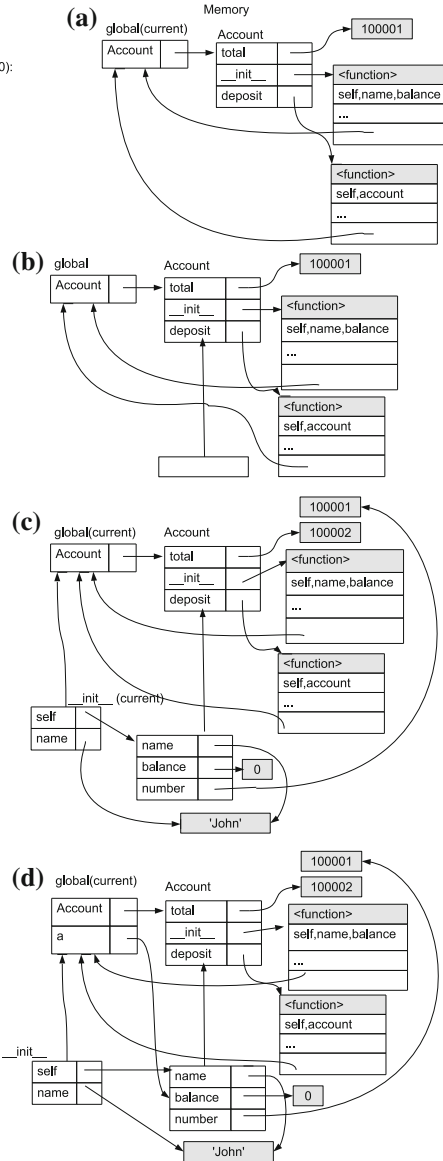 Memory
(a)
global(current)
Account
0):
100001
Account
total
__init__
deposit
<function>
self,name,balance
...
<function>
self,account
...
(b)
global
Account
100001
Account
total
__init__
deposit
<function>
self,name,balance
...
<function>
self,account
...
(c)
100001
global(current)
Account
100002
Account
total
__init__
deposit
<function>
self,name,balance
...
<function>
self,account
...
__init__ (current)
self
name
name
balance
number
0
'John'
(d)
100001
global(current)
Account
100002
Account
a
total
__init__
deposit
<function>
self,name,balance
...
<function>
self,account
...
__init__
self
name
name
balance
number
0
'John'